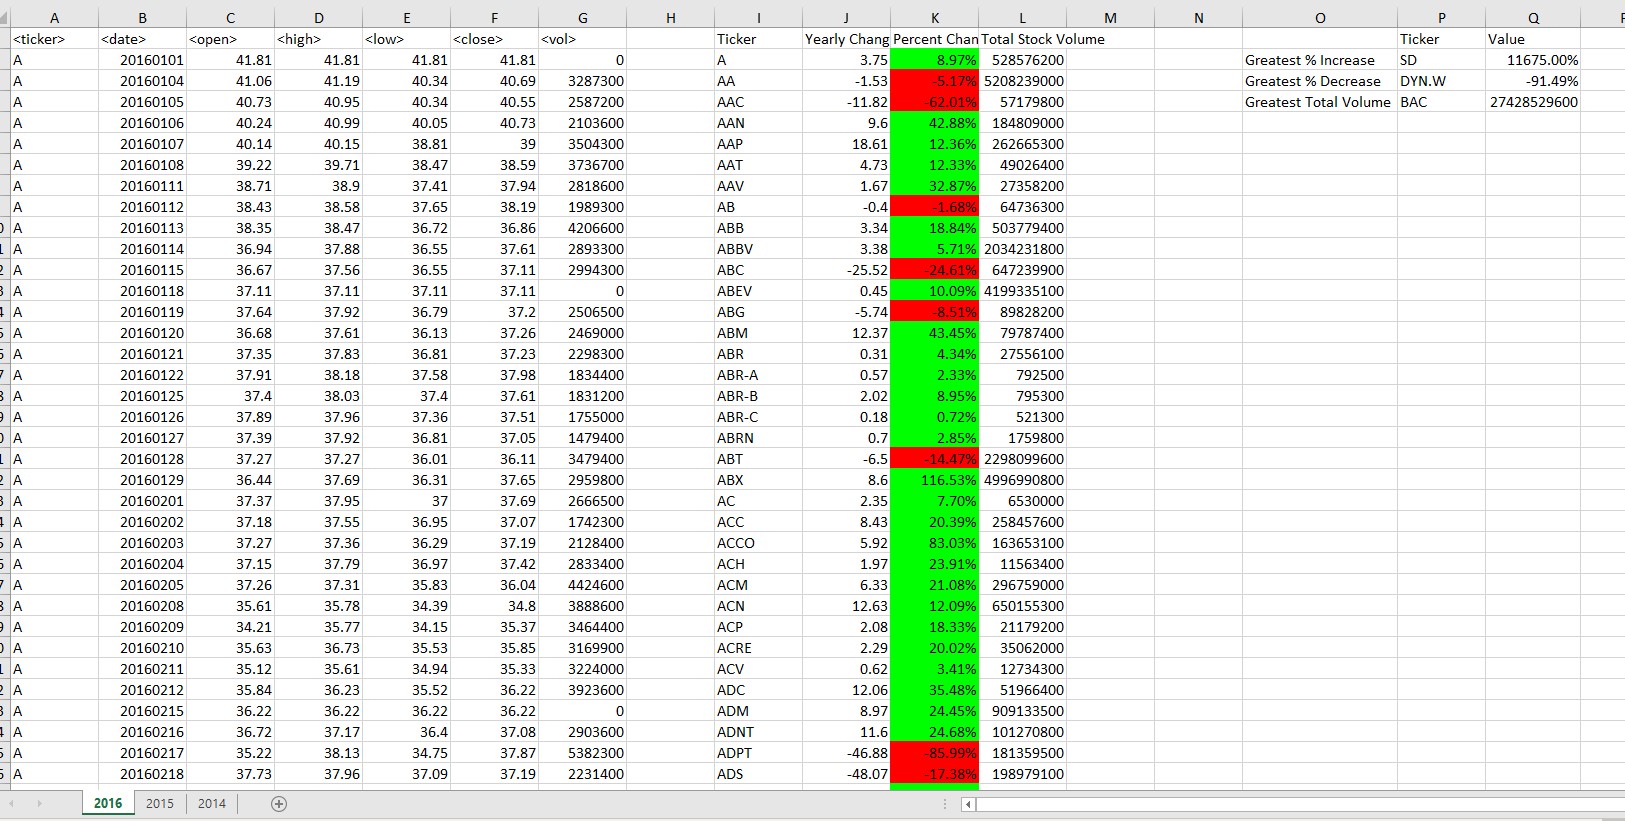 A B C D E F G H I J K L M N O P Q
<ticker> <date> <open> <high> <low> <close> <vol> Ticker Yearly Chang Percent Chan Total Stock Volume Ticker Value
A 20160101 41.81 41.81 41.81 41.81 0 A 3.75 8.97% 528576200 Greatest % Increase SD 11675.00%
A 20160104 41.06 41.19 40.34 40.69 3287300 AA -1.53 -5.17% 5208239000 Greatest % Decrease DYN.W -91.49%
A 20160105 40.73 40.95 40.34 40.55 2587200 AAC -11.82 -62.01% 57179800 Greatest Total Volume BAC 27428529600
A 20160106 40.24 40.99 40.05 40.73 2103600 AAN 9.6 42.88% 184809000
A 20160107 40.14 40.15 38.81 39 3504300 AAP 18.61 12.36% 262665300
A 20160108 39.22 39.71 38.47 38.59 3736700 AAT 4.73 12.33% 49026400
A 20160111 38.71 38.9 37.41 37.94 2818600 AAV 1.67 32.87% 27358200
A 20160112 38.43 38.58 37.65 38.19 1989300 AB -0.4 -1.68% 64736300
A 20160113 38.35 38.47 36.72 36.86 4206600 ABB 3.34 18.84% 503779400
A 20160114 36.94 37.88 36.55 37.61 2893300 ABBV 3.38 5.71% 2034231800
A 20160115 36.67 37.56 36.55 37.11 2994300 ABC -25.52 -24.61% 647239900
A 20160118 37.11 37.11 37.11 37.11 0 ABEV 0.45 10.09% 4199335100
A 20160119 37.64 37.92 36.79 37.2 2506500 ABG -5.74 -8.51% 89828200
A 20160120 36.68 37.61 36.13 37.26 2469000 ABM 12.37 43.45% 79787400
A 20160121 37.35 37.83 36.81 37.23 2298300 ABR 0.31 4.34% 27556100
A 20160122 37.91 38.18 37.58 37.98 1834400 ABR-A 0.57 2.33% 792500
A 20160125 37.4 38.03 37.4 37.61 1831200 ABR-B 2.02 8.95% 795300
A 20160126 37.89 37.96 37.36 37.51 1755000 ABR-C 0.18 0.72% 521300
A 20160127 37.39 37.92 36.81 37.05 1479400 ABRN 0.7 2.85% 1759800
A 20160128 37.27 37.27 36.01 36.11 3479400 ABT -6.5 -14.47% 2298099600
A 20160129 36.44 37.69 36.31 37.65 2959800 ABX 8.6 116.53% 4996990800
A 20160201 37.37 37.95 37 37.69 2666500 AC 2.35 7.70% 6530000
A 20160202 37.18 37.55 36.95 37.07 1742300 ACC 8.43 20.39% 258457600
A 20160203 37.27 37.36 36.29 37.19 2128400 ACCO 5.92 83.03% 163653100
A 20160204 37.15 37.79 36.97 37.42 2833400 ACH 1.97 23.91% 11563400
A 20160205 37.26 37.31 35.83 36.04 4424600 ACM 6.33 21.08% 296759000
A 20160208 35.61 35.78 34.39 34.8 3888600 ACN 12.63 12.09% 650155300
A 20160209 34.21 35.77 34.15 35.37 3464400 ACP 2.08 18.33% 21179200
A 20160210 35.63 36.73 35.53 35.85 3169900 ACRE 2.29 20.02% 35062000
A 20160211 35.12 35.61 34.94 35.33 3224000 ACV 0.62 3.41% 12734300
A 20160212 35.84 36.23 35.52 36.22 3923600 ADC 12.06 35.48% 51966400
A 20160215 36.22 36.22 36.22 36.22 0 ADM 8.97 24.45% 909133500
A 20160216 36.72 37.17 36.4 37.08 2903600 ADNT 11.6 24.68% 101270800
A 20160217 35.22 38.13 34.75 37.87 5382300 ADPT -46.88 -85.99% 181359500
A 20160218 37.73 37.96 37.09 37.19 2231400 ADS -48.07 -17.38% 198979100
2016 2015 2014